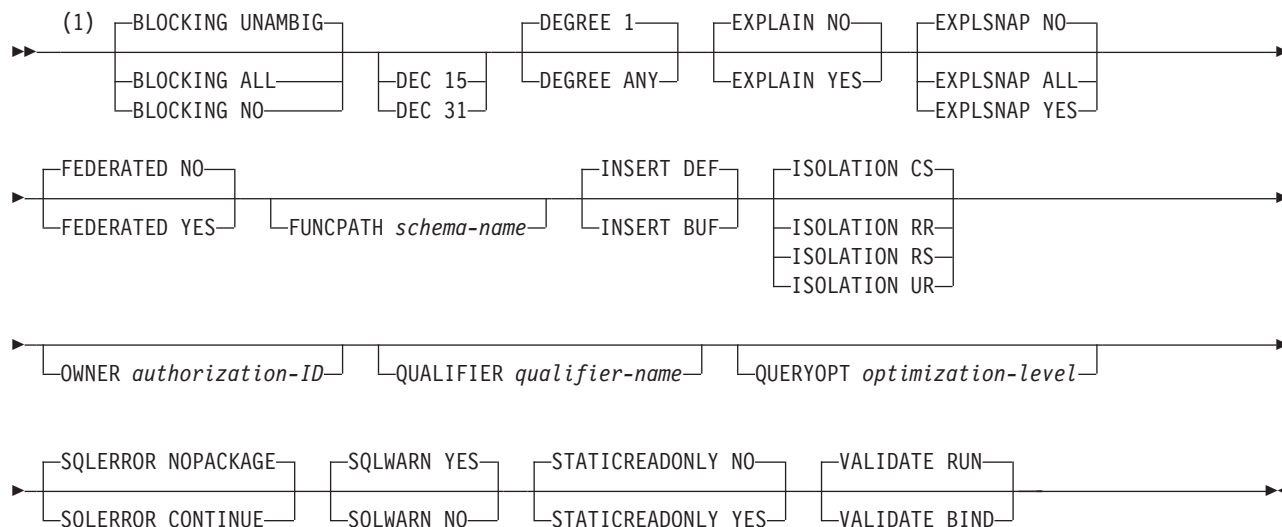 (1) BLOCKING UNAMBIG DEGREE 1 EXPLAIN NO EXPLSNAP NO
BLOCKING ALL DEC 15 DEGREE ANY EXPLAIN YES EXPLSNAP ALL
BLOCKING NO DEC 31 EXPLSNAP YES
FEDERATED NO INSERT DEF ISOLATION CS
FEDERATED YES FUNCPATH schema-name INSERT BUF ISOLATION RR
ISOLATION RS
ISOLATION UR
OWNER authorization-ID QUALIFIER qualifier-name QUERYOPT optimization-level
SQLERROR NOPACKAGE SQLWARN YES STATICREADONLY NO VALIDATE RUN
SQLERROR CONTINUE SQLWARN NO STATICREADONLY YES VALIDATE BIND